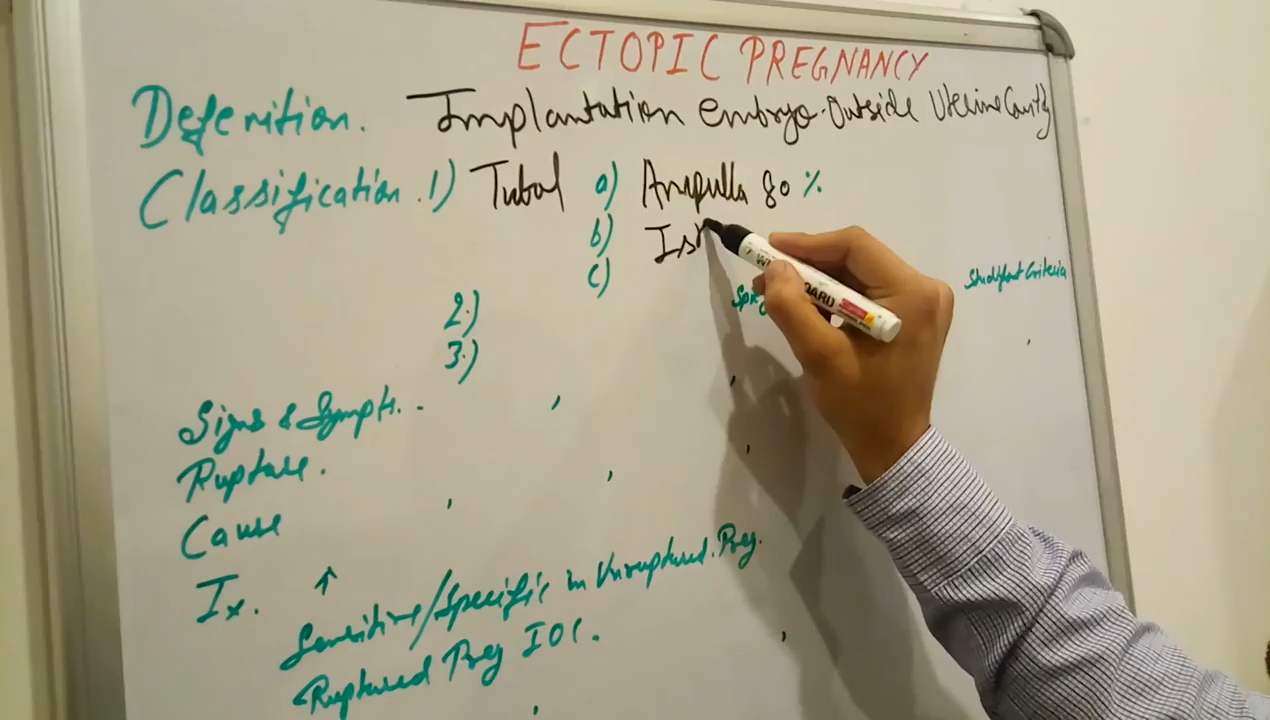 ECTOPIC PREGNANCY
Defenition. Implantation embryo Outside Uterine Cavity
Classification. 1) Tubal a) Ampulla 80 %
b) Ist
c)
Studiford Criteria
2.)
3.)
Signs & Sympt.
Rupture.
Cause
Ix. ↑
Sensitive/Specific in Unruptured. Preg.
Ruptured Preg IOC.